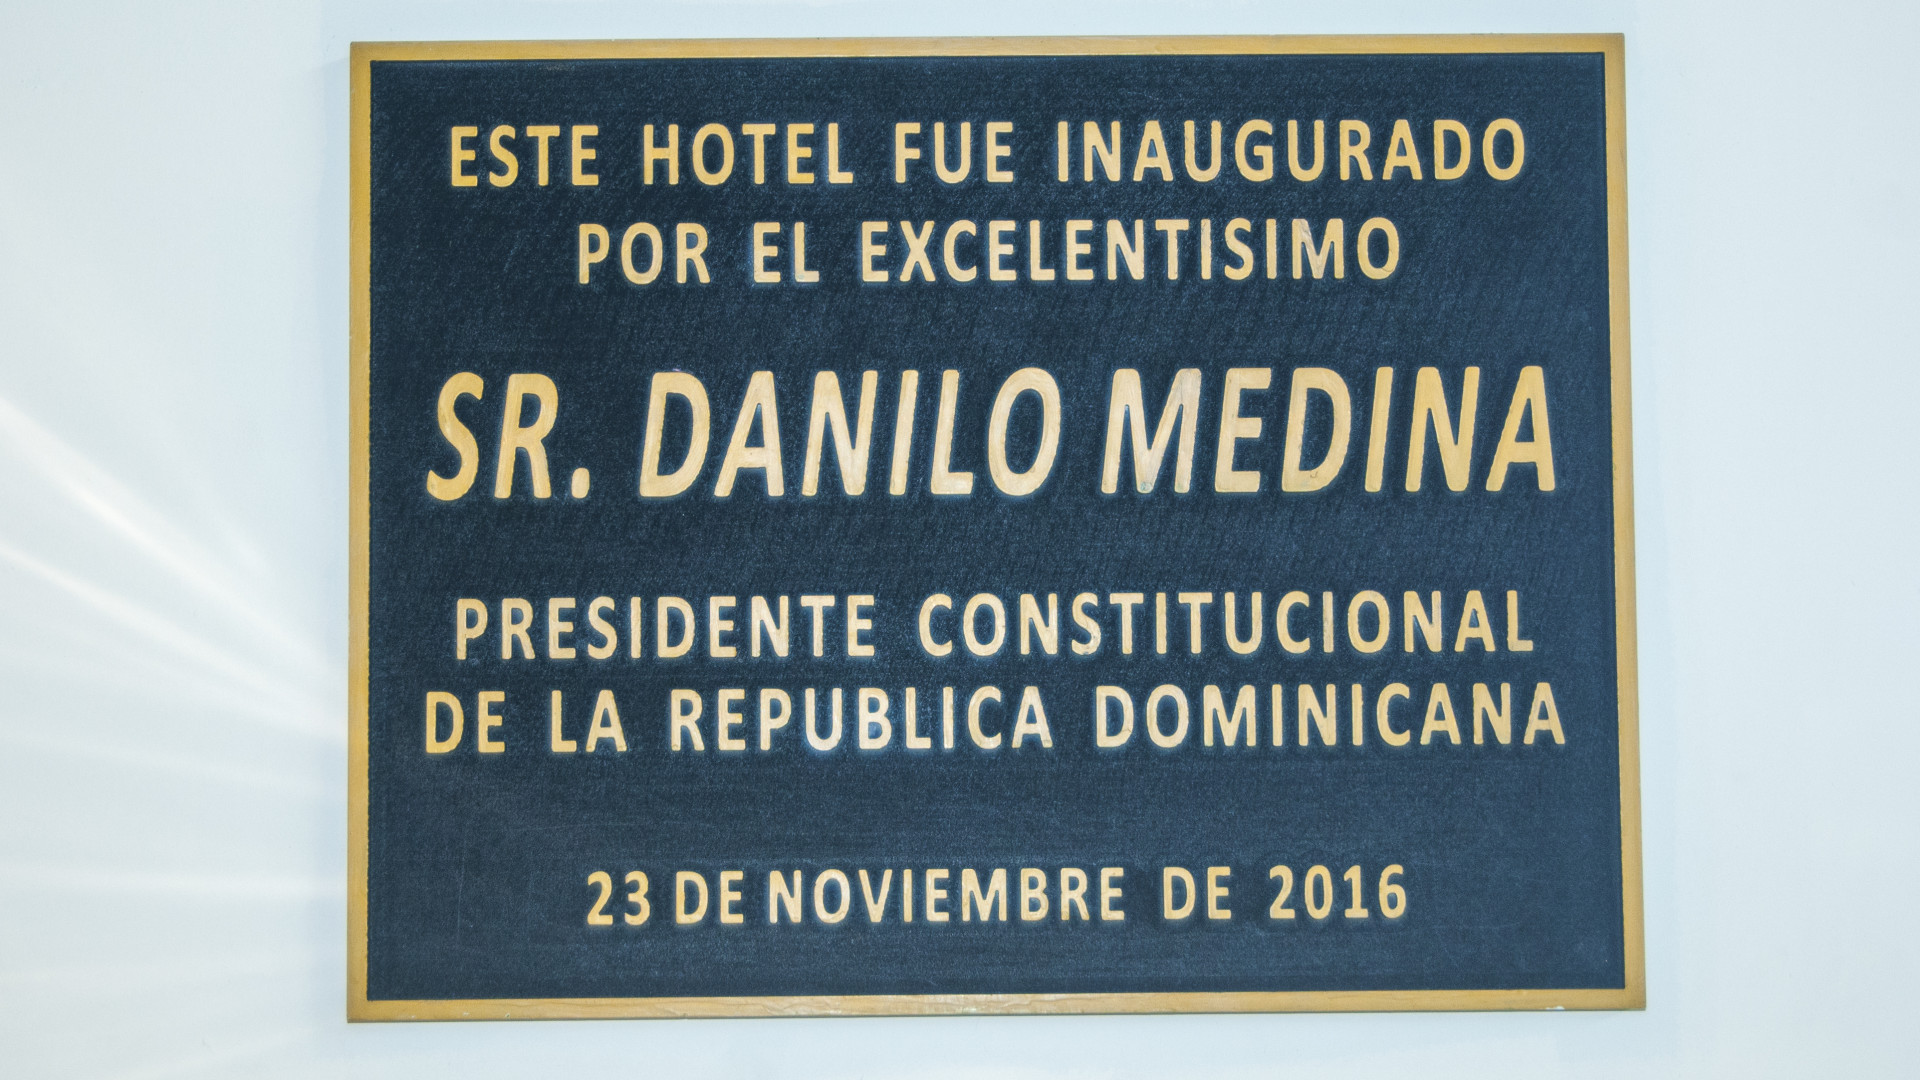 ESTE HOTEL FUE INAUGURADO
POR EL EXCELENTISIMO
SR. DANILO MEDINA
PRESIDENTE CONSTITUCIONAL
DE LA REPUBLICA DOMINICANA
23 DE NOVIEMBRE DE 2016